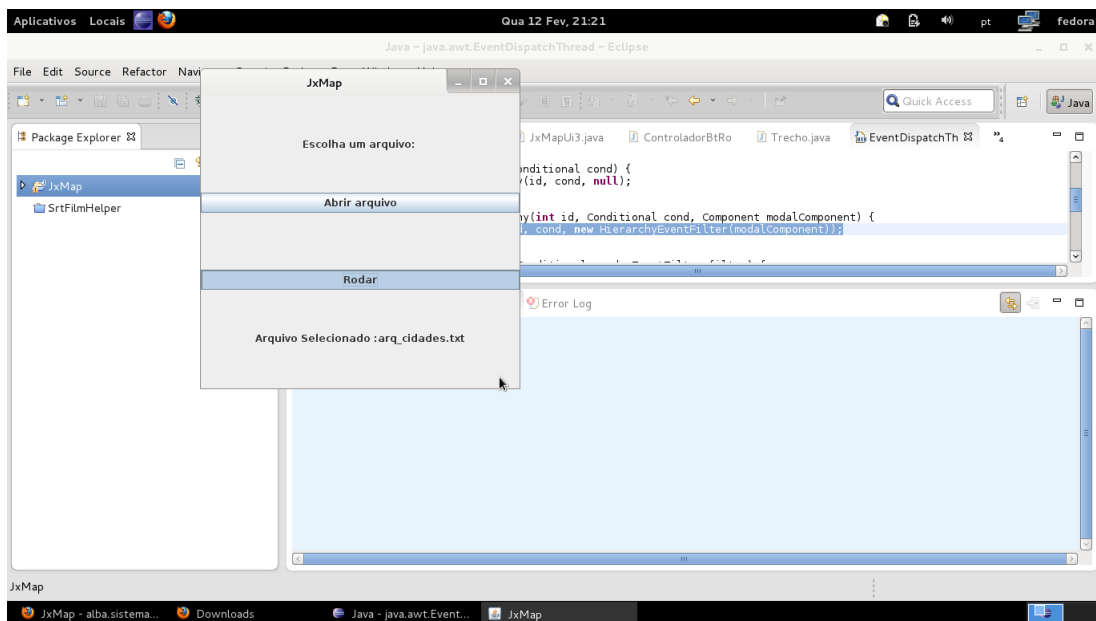 Aplicativos Locais Qua 12 Fev, 21:21 pt fedora
Java – java.awt.EventDispatchThread – Eclipse
File Edit Source Refactor
JxMap
Quick Access Java
Package Explorer JxMapUi3.java ControladorBtRo Trecho.java EventDispatchTh »4
Escolha um arquivo:
onditional cond) {
(id, cond, null);
JxMap
Abrir arquivo
SrtFilmHelper
hy(int id, Conditional cond, Component modalComponent) {
, cond, new HierarchyEventFilter(modalComponent));
Rodar
Error Log
Arquivo Selecionado :arq_cidades.txt
JxMap
JxMap - alba.sistema... Downloads Java - java.awt.Event... JxMap